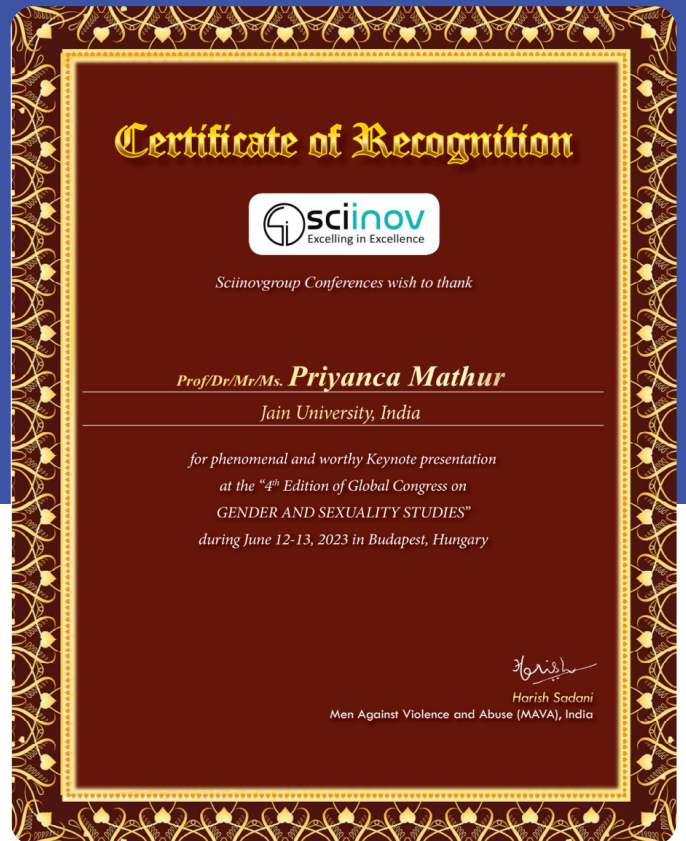 Certificate of Recognition
sciinov
Excelling in Excellence
Sciinovgroup Conferences wish to thank
Prof/Dr/Mr/Ms. Priyanca Mathur
Jain University, India
for phenomenal and worthy Keynote presentation
at the “4th Edition of Global Congress on
GENDER AND SEXUALITY STUDIES”
during June 12-13, 2023 in Budapest, Hungary
Harish
Harish Sadani
Men Against Violence and Abuse (MAVA), India